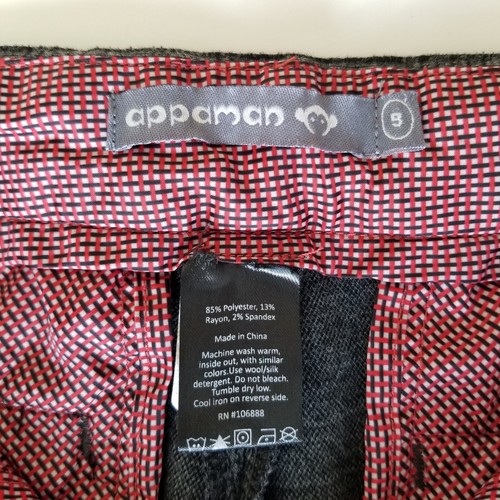 appaman 5
85% Polyester, 13%
Rayon, 2% Spandex
Made in China
Machine wash warm,
inside out, with similar
colors.Use wool/silk
detergent. Do not bleach.
Tumble dry low.
Cool iron on reverse side.
RN #106888